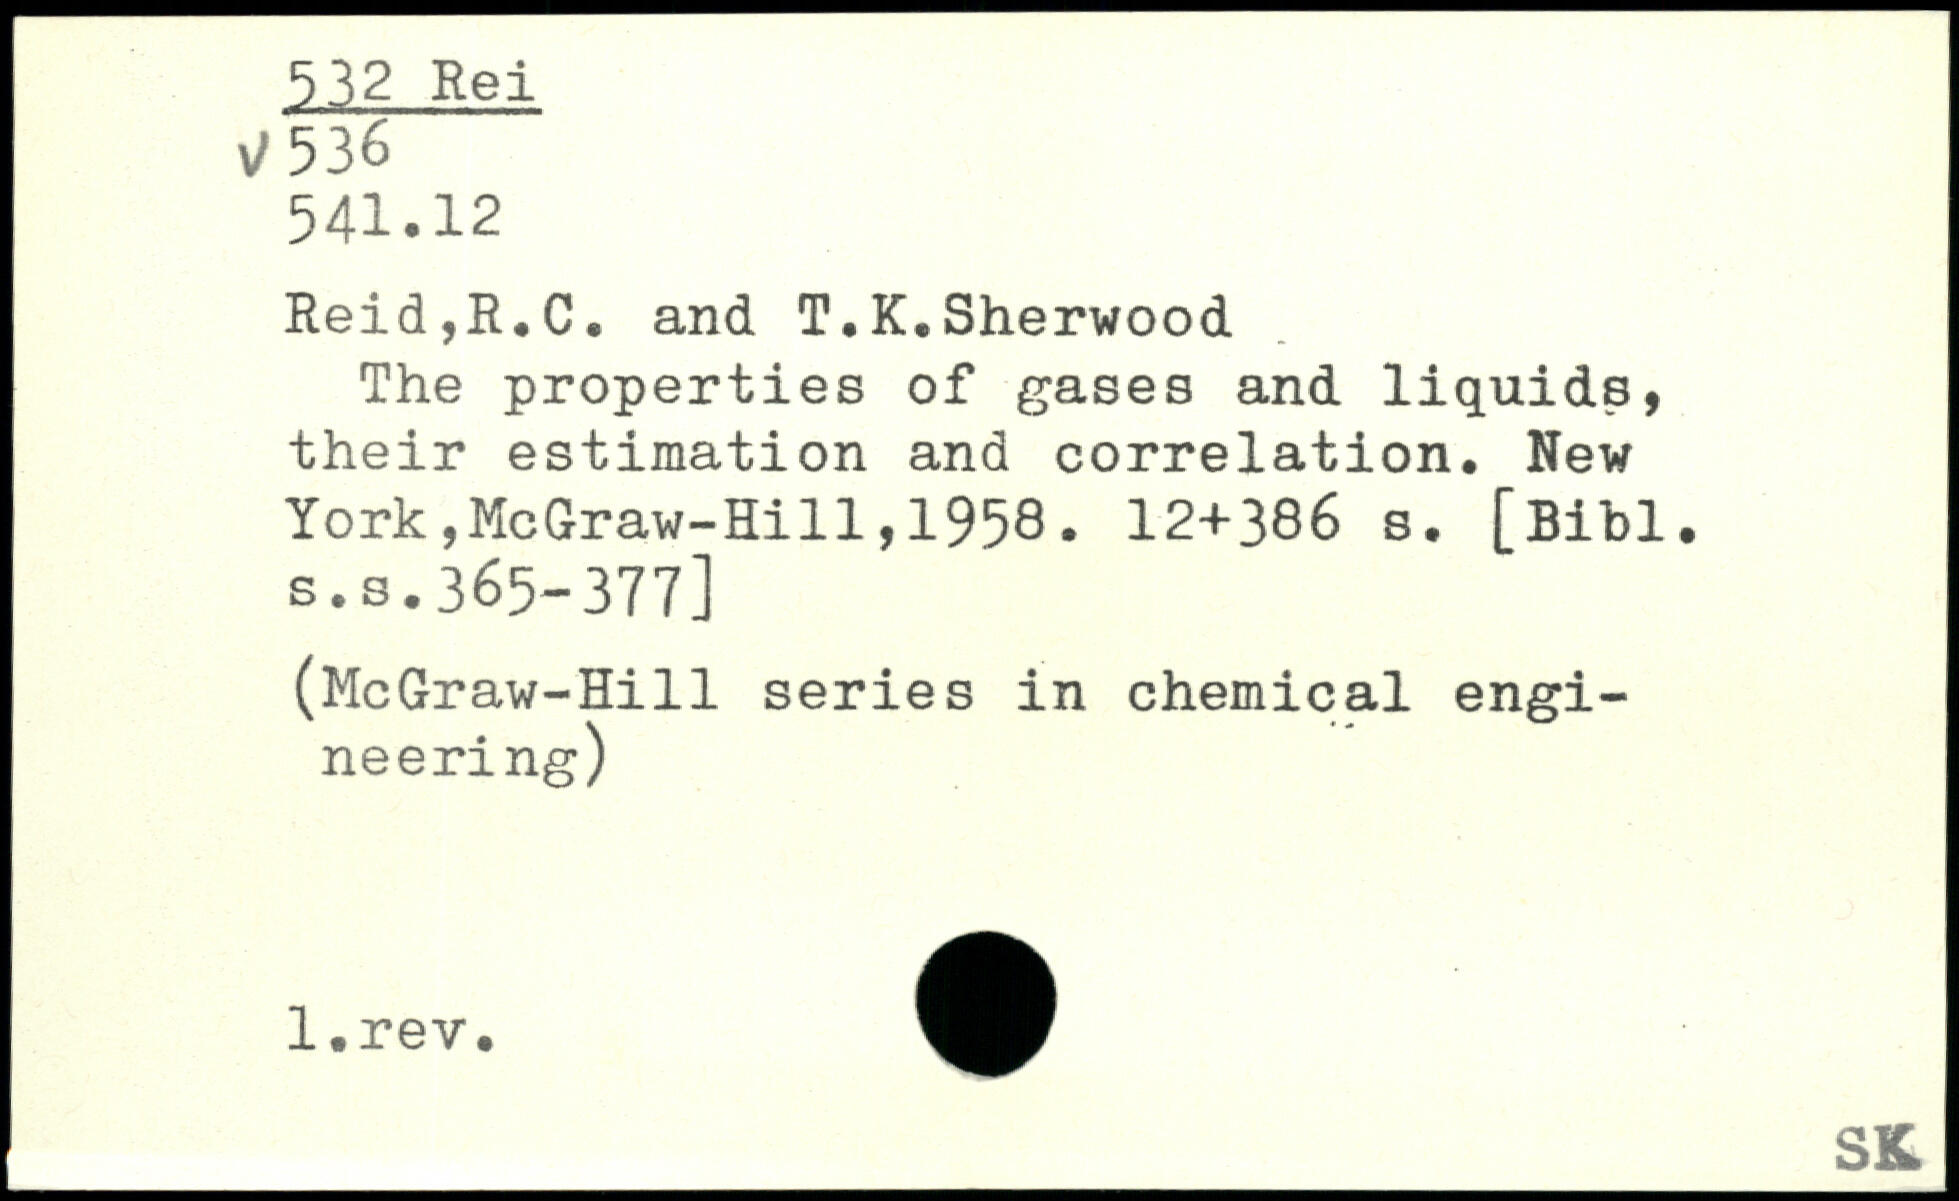 532 Rei
v 536
541.12
Reid,R.C. and T.K.Sherwood
The properties of gases and liquids,
their estimation and correlation. New
York,McGraw-Hill,1958. 12+386 s. [Bibl.
s.s.365-377]
(McGraw-Hill series in chemical engi-
neering)
1.rev.
SK